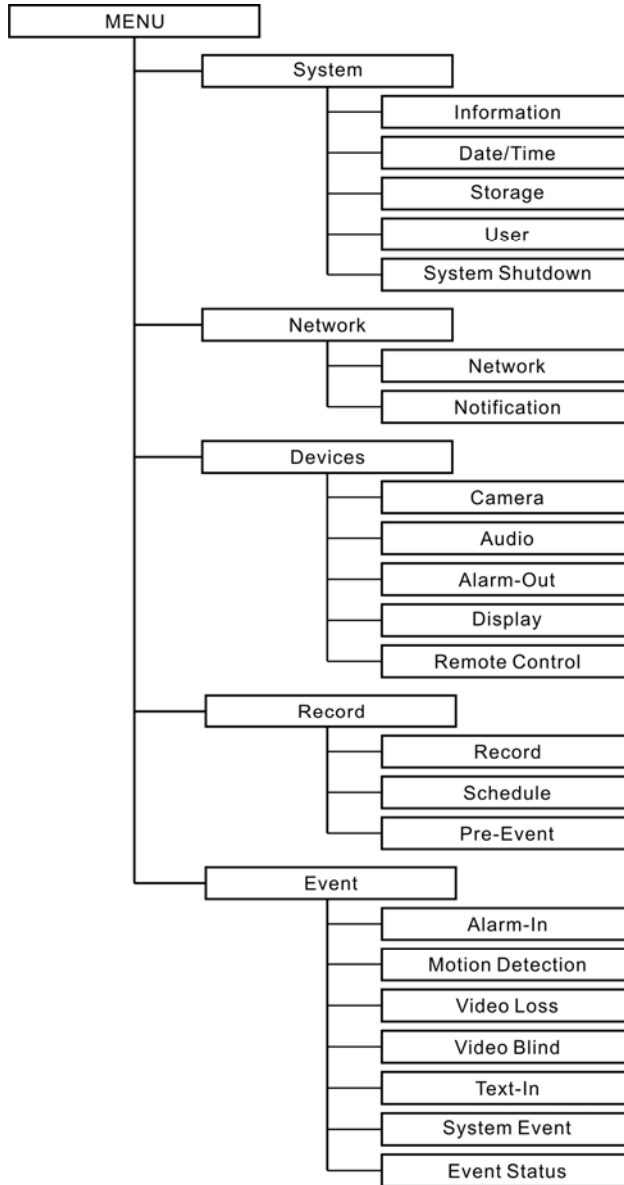 MENU
System
Information
Date/Time
Storage
User
System Shutdown
Network
Network
Notification
Devices
Camera
Audio
Alarm-Out
Display
Remote Control
Record
Record
Schedule
Pre-Event
Event
Alarm-In
Motion Detection
Video Loss
Video Blind
Text-In
System Event
Event Status